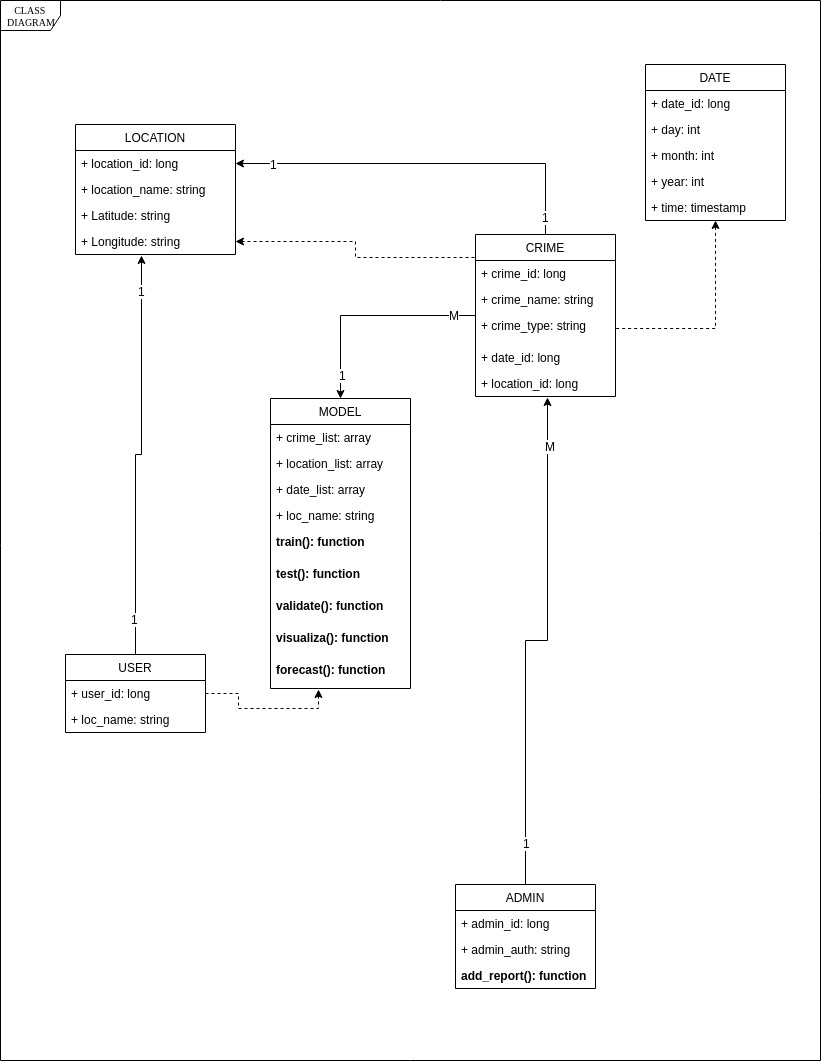 CLASS
DIAGRAM
DATE
+ date_id: long
+ day: int
+ month: int
+ year: int
+ time: timestamp
LOCATION
+ location_id: long
+ location_name: string
+ Latitude: string
+ Longitude: string
1
1
CRIME
+ crime_id: long
+ crime_name: string
+ crime_type: string
+ date_id: long
+ location_id: long
1
M
1
MODEL
+ crime_list: array
+ location_list: array
+ date_list: array
+ loc_name: string
train(): function
test(): function
validate(): function
visualiza(): function
forecast(): function
M
1
USER
+ user_id: long
+ loc_name: string
1
ADMIN
+ admin_id: long
+ admin_auth: string
add_report(): function